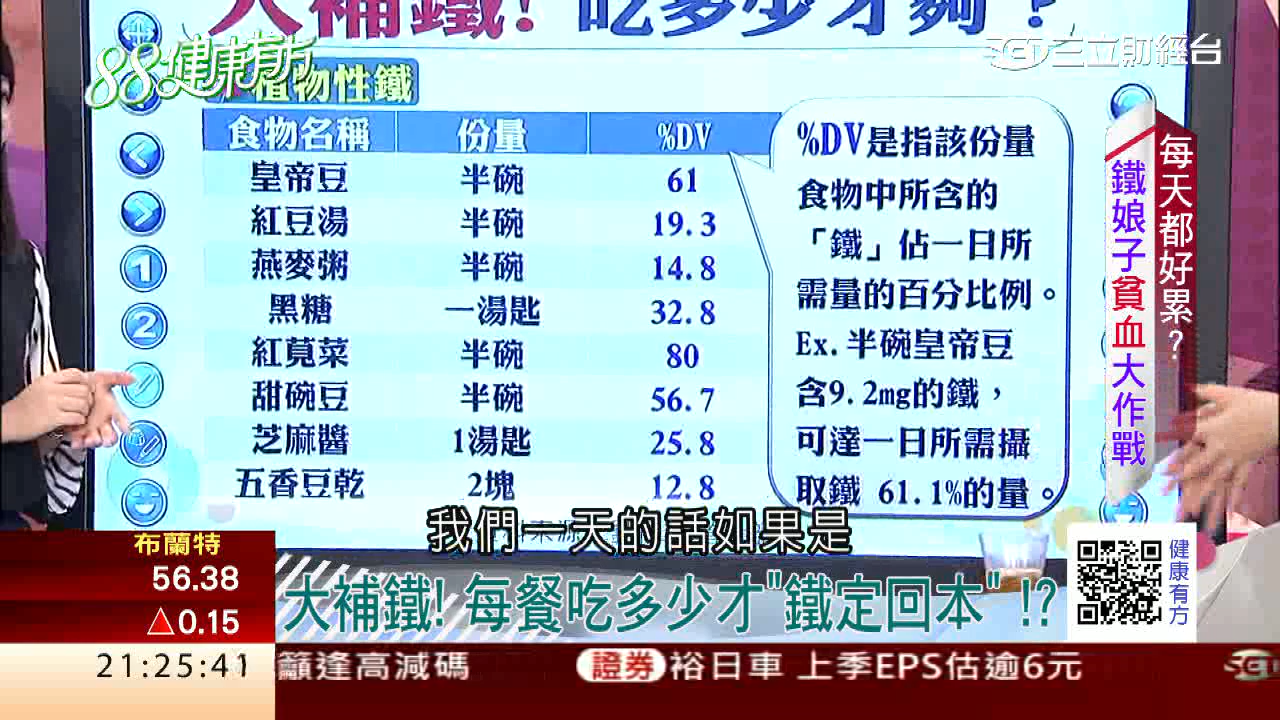 大補鐵! 吃多少才夠？
88健康有方
SET三立財經台
植物性鐵
食物名稱 份量 %DV
皇帝豆 半碗 61
紅豆湯 半碗 19.3
燕麥粥 半碗 14.8
黑糖 一湯匙 32.8
紅莧菜 半碗 80
甜碗豆 半碗 56.7
芝麻醬 1湯匙 25.8
五香豆乾 2塊 12.8
%DV是指該份量
食物中所含的
「鐵」佔一日所
需量的百分比例。
Ex.半碗皇帝豆
含9.2mg的鐵，
可達一日所需攝
取鐵 61.1%的量。
1
2
每天都好累？
鐵娘子貧血大作戰
我們一天的話如果是
大補鐵! 每餐吃多少才"鐵定回本" !?
健康有方
布蘭特
56.38
△0.15
21:25:41
籲逢高減碼 證券 裕日車 上季EPS估逾6元